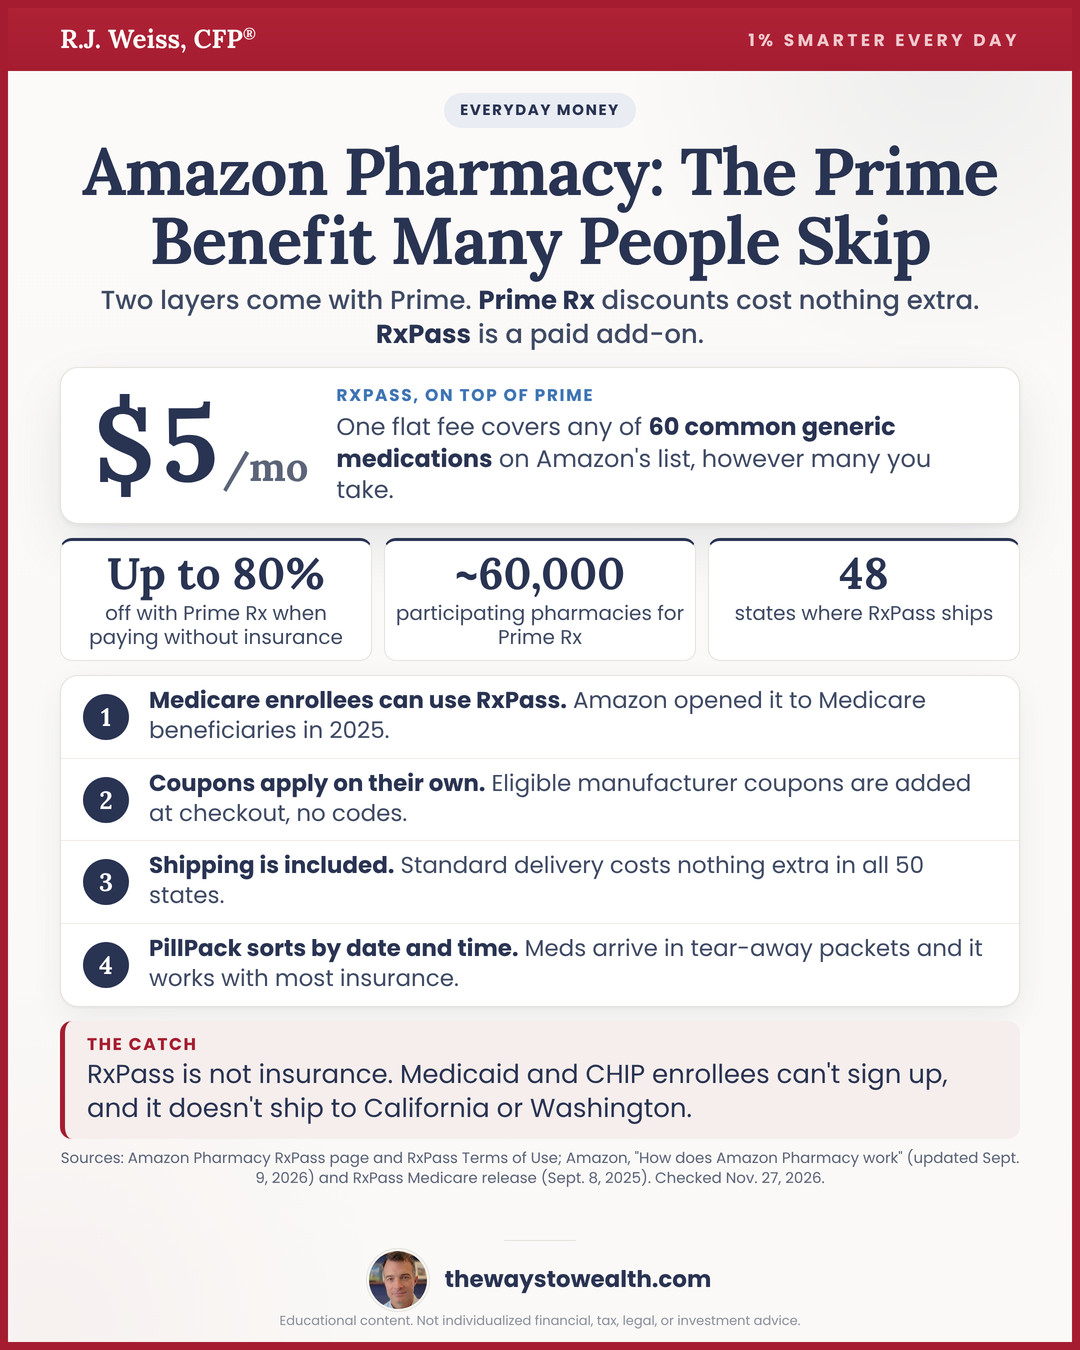 R.J. Weiss, CFP®
1% SMARTER EVERY DAY
EVERYDAY MONEY
Amazon Pharmacy: The Prime
Benefit Many People Skip
Two layers come with Prime. Prime Rx discounts cost nothing extra.
RxPass is a paid add-on.
$5/mo
RXPASS, ON TOP OF PRIME
One flat fee covers any of 60 common generic
medications on Amazon's list, however many you
take.
Up to 80%
off with Prime Rx when
paying without insurance
~60,000
participating pharmacies for
Prime Rx
48
states where RxPass ships
1
Medicare enrollees can use RxPass. Amazon opened it to Medicare
beneficiaries in 2025.
2
Coupons apply on their own. Eligible manufacturer coupons are added
at checkout, no codes.
3
Shipping is included. Standard delivery costs nothing extra in all 50
states.
4
PillPack sorts by date and time. Meds arrive in tear-away packets and it
works with most insurance.
THE CATCH
RxPass is not insurance. Medicaid and CHIP enrollees can't sign up,
and it doesn't ship to California or Washington.
Sources: Amazon Pharmacy RxPass page and RxPass Terms of Use; Amazon, "How does Amazon Pharmacy work" (updated Sept.
9, 2026) and RxPass Medicare release (Sept. 8, 2025). Checked Nov. 27, 2026.
thewaystowealth.com
Educational content. Not individualized financial, tax, legal, or investment advice.